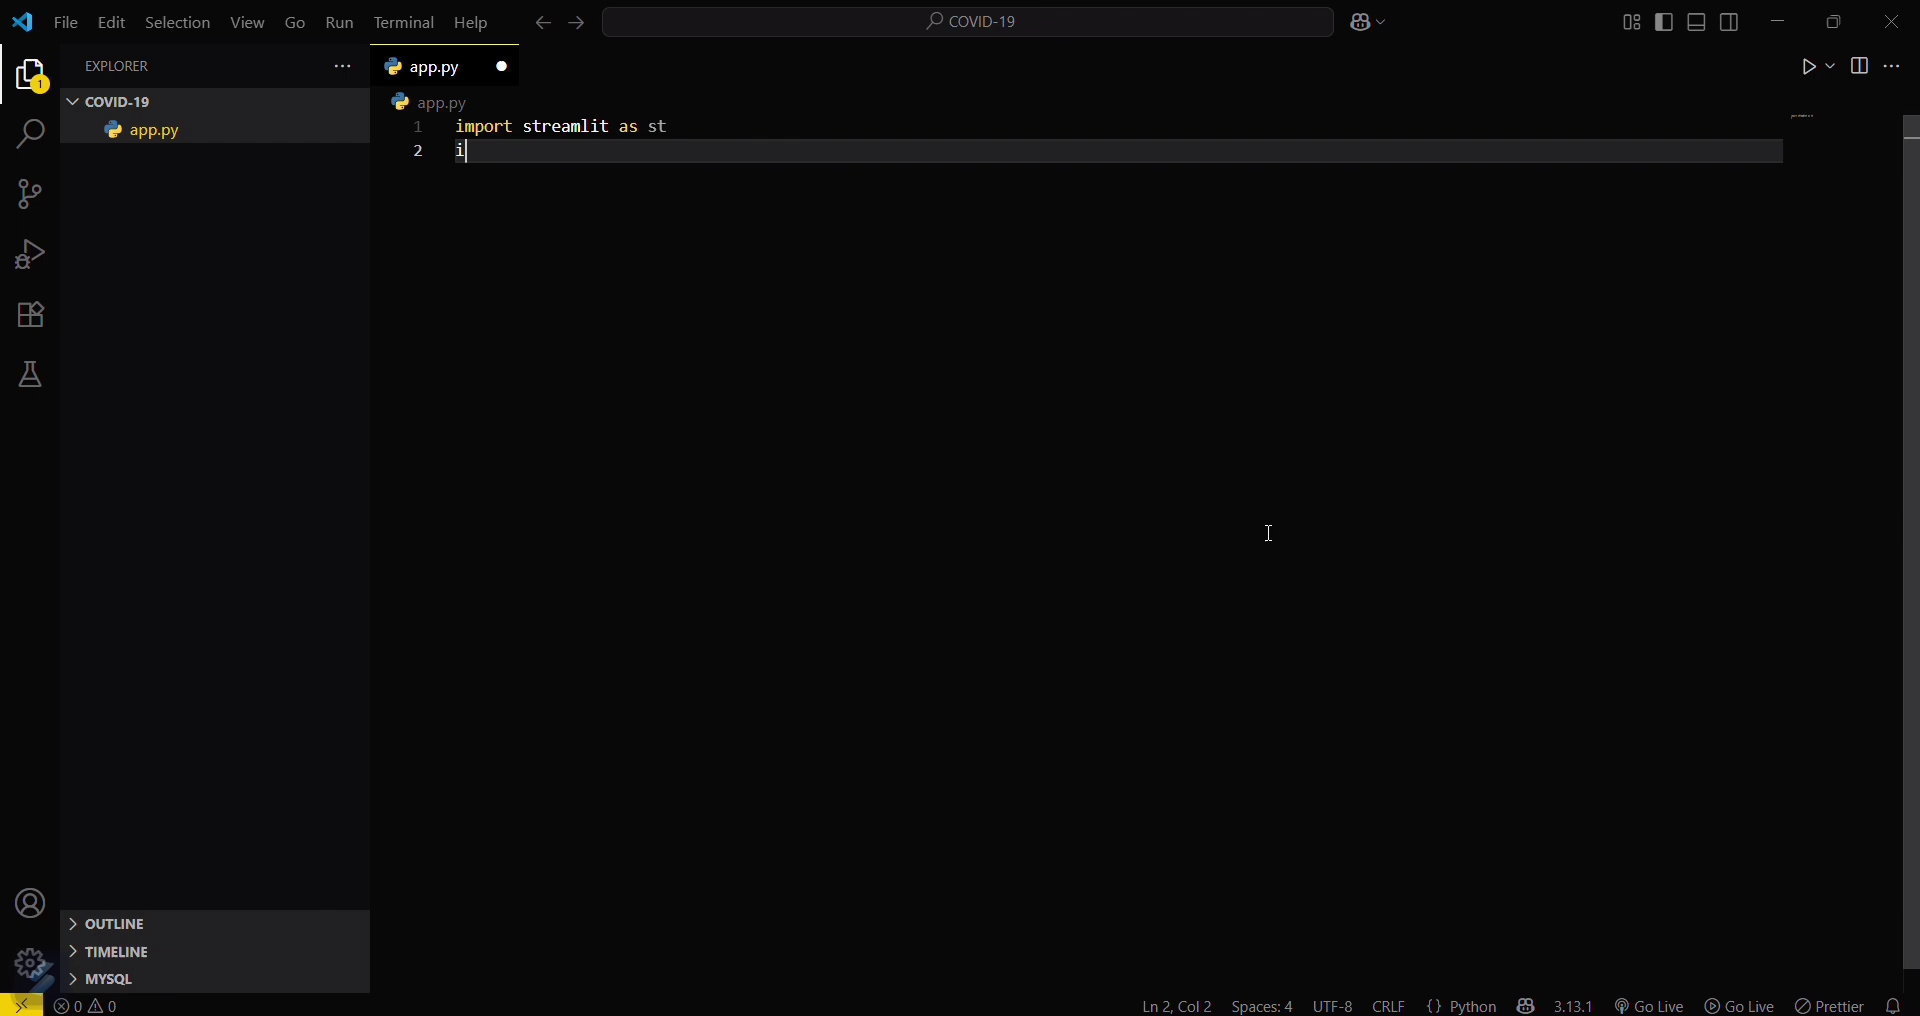 File Edit Selection View Go Run Terminal Help COVID-19
EXPLORER
app.py
COVID-19
app.py
app.py
1 import streamlit as st
2 i
1
OUTLINE
TIMELINE
MYSQL
0 0 Ln 2, Col 2 Spaces: 4 UTF-8 CRLF {} Python 3.13.1 Go Live Go Live Prettier